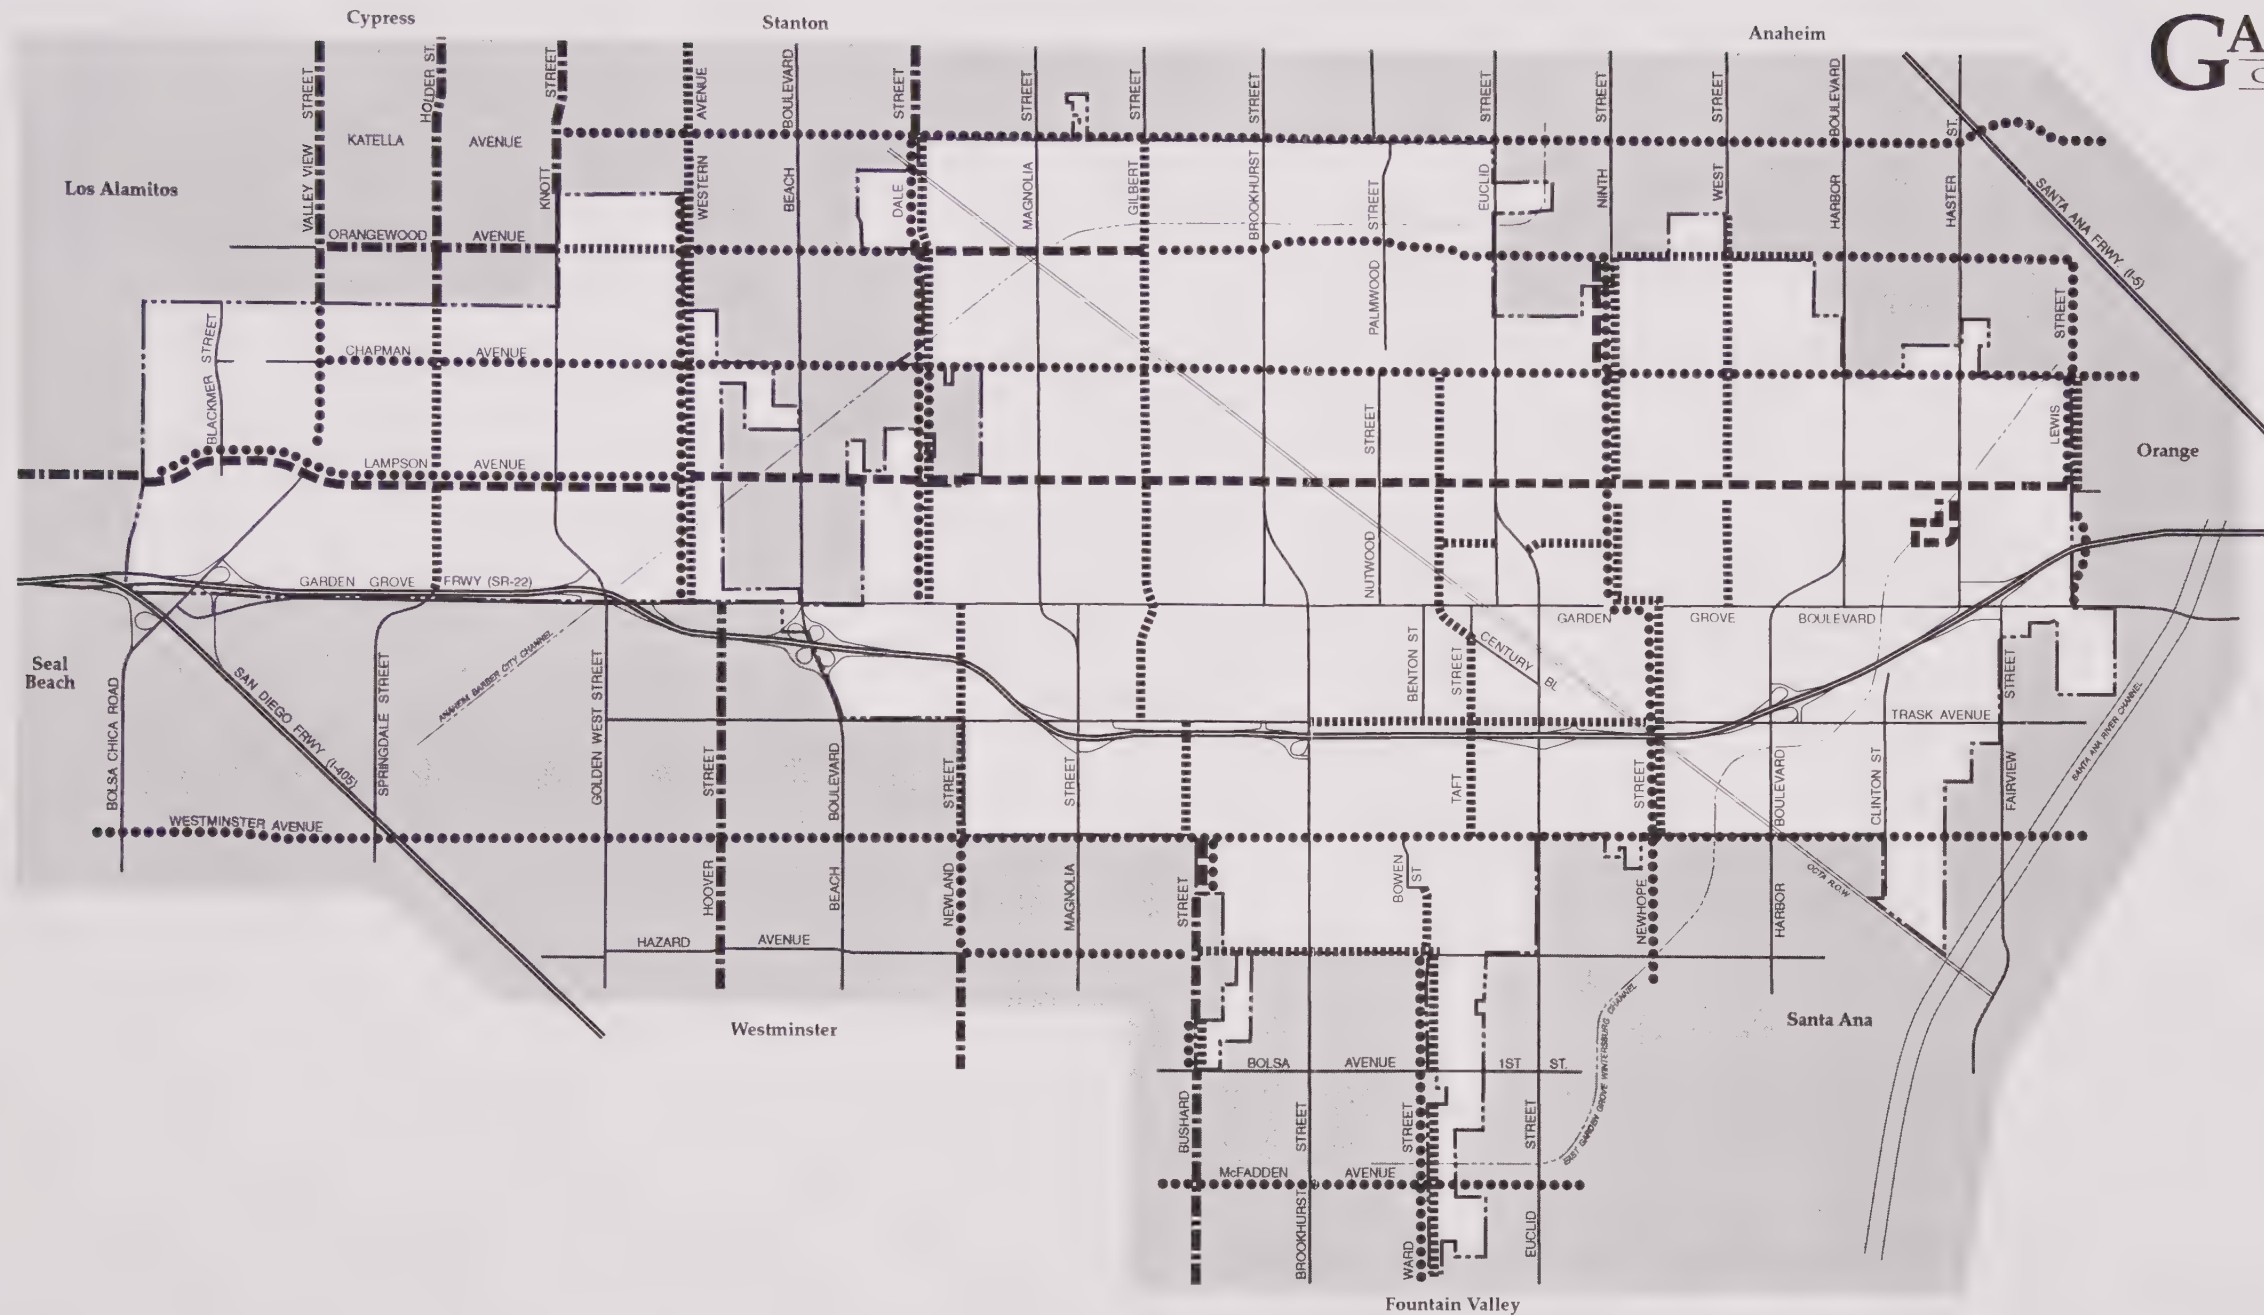 Cypress
Stanton
Anaheim
GA
C
VALLEY VIEW STREET
HOLDER ST.
KNOTT STREET
WESTERN AVENUE
BEACH BOULEVARD
DALE STREET
MAGNOLIA STREET
GILBERT STREET
BROOKHURST STREET
PALMWOOD STREET
EUCLID STREET
NINTH STREET
WEST STREET
HARBOR BOULEVARD
HASTER ST.
KATELLA AVENUE
Los Alamitos
SANTA ANA FRWY. (I-5)
ORANGEWOOD AVENUE
BLACKMER STREET
CHAPMAN AVENUE
LEWIS STREET
LAMPSON AVENUE
Orange
NUTWOOD STREET
GARDEN GROVE FRWY (SR-22)
GARDEN GROVE BOULEVARD
Seal
Beach
BOLSA CHICA ROAD
SAN DIEGO FRWY (I-405)
SPRINGDALE STREET
ANAHEIM BARBER CITY CHANNEL
GOLDEN WEST STREET
HOOVER STREET
BEACH BOULEVARD
NEWLAND STREET
MAGNOLIA STREET
BENTON ST
TAFT STREET
CENTURY BL
NEWHOPE STREET
HARBOR BOULEVARD
CLINTON ST
FAIRVIEW STREET
TRASK AVENUE
SANTA ANA RIVER CHANNEL
WESTMINSTER AVENUE
BOWEN ST
OCTA R.O.W
HAZARD AVENUE
BUSHARD STREET
Westminster
Santa Ana
EAST GARDEN GROVE WINTERSBURG CHANNEL
BOLSA AVENUE 1ST ST.
BROOKHURST STREET
WARD STREET
EUCLID STREET
McFADDEN AVENUE
Fountain Valley